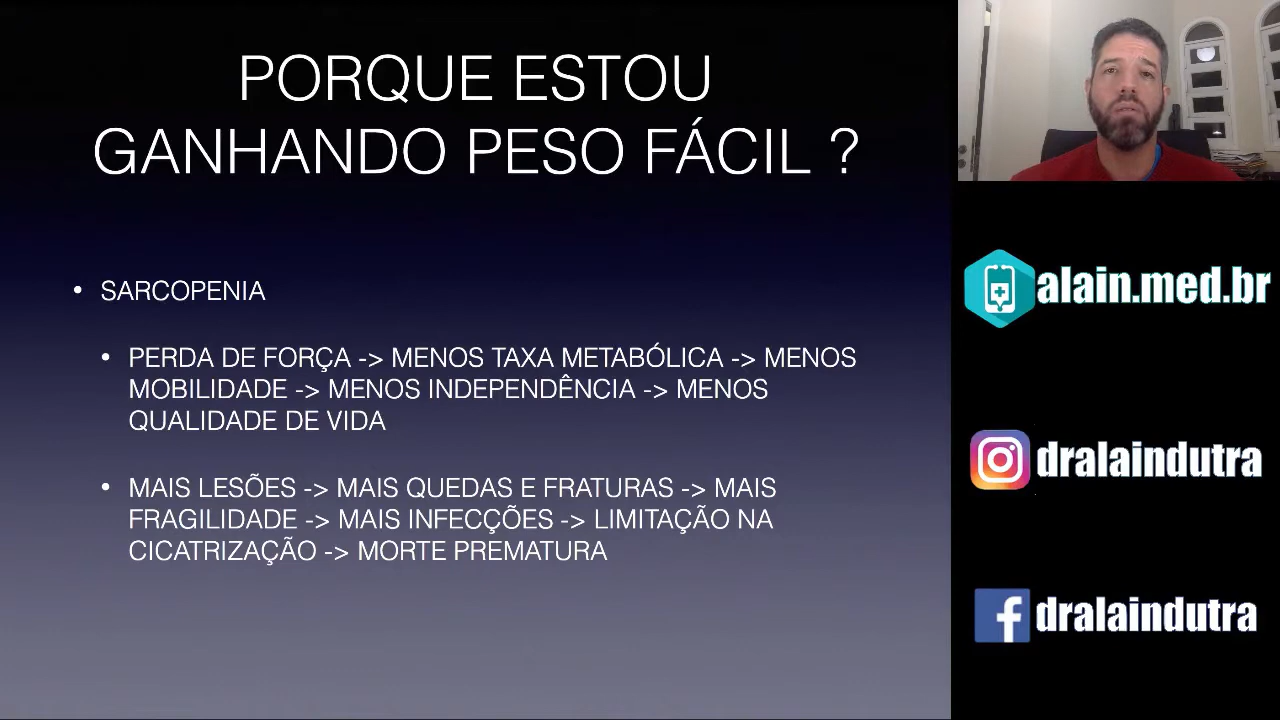 PORQUE ESTOU
GANHANDO PESO FÁCIL ?
• SARCOPENIA
• PERDA DE FORÇA -> MENOS TAXA METABÓLICA -> MENOS
MOBILIDADE -> MENOS INDEPENDÊNCIA -> MENOS
QUALIDADE DE VIDA
• MAIS LESÕES -> MAIS QUEDAS E FRATURAS -> MAIS
FRAGILIDADE -> MAIS INFECÇÕES -> LIMITAÇÃO NA
CICATRIZAÇÃO -> MORTE PREMATURA
alain.med.br
dralaindutra
dralaindutra